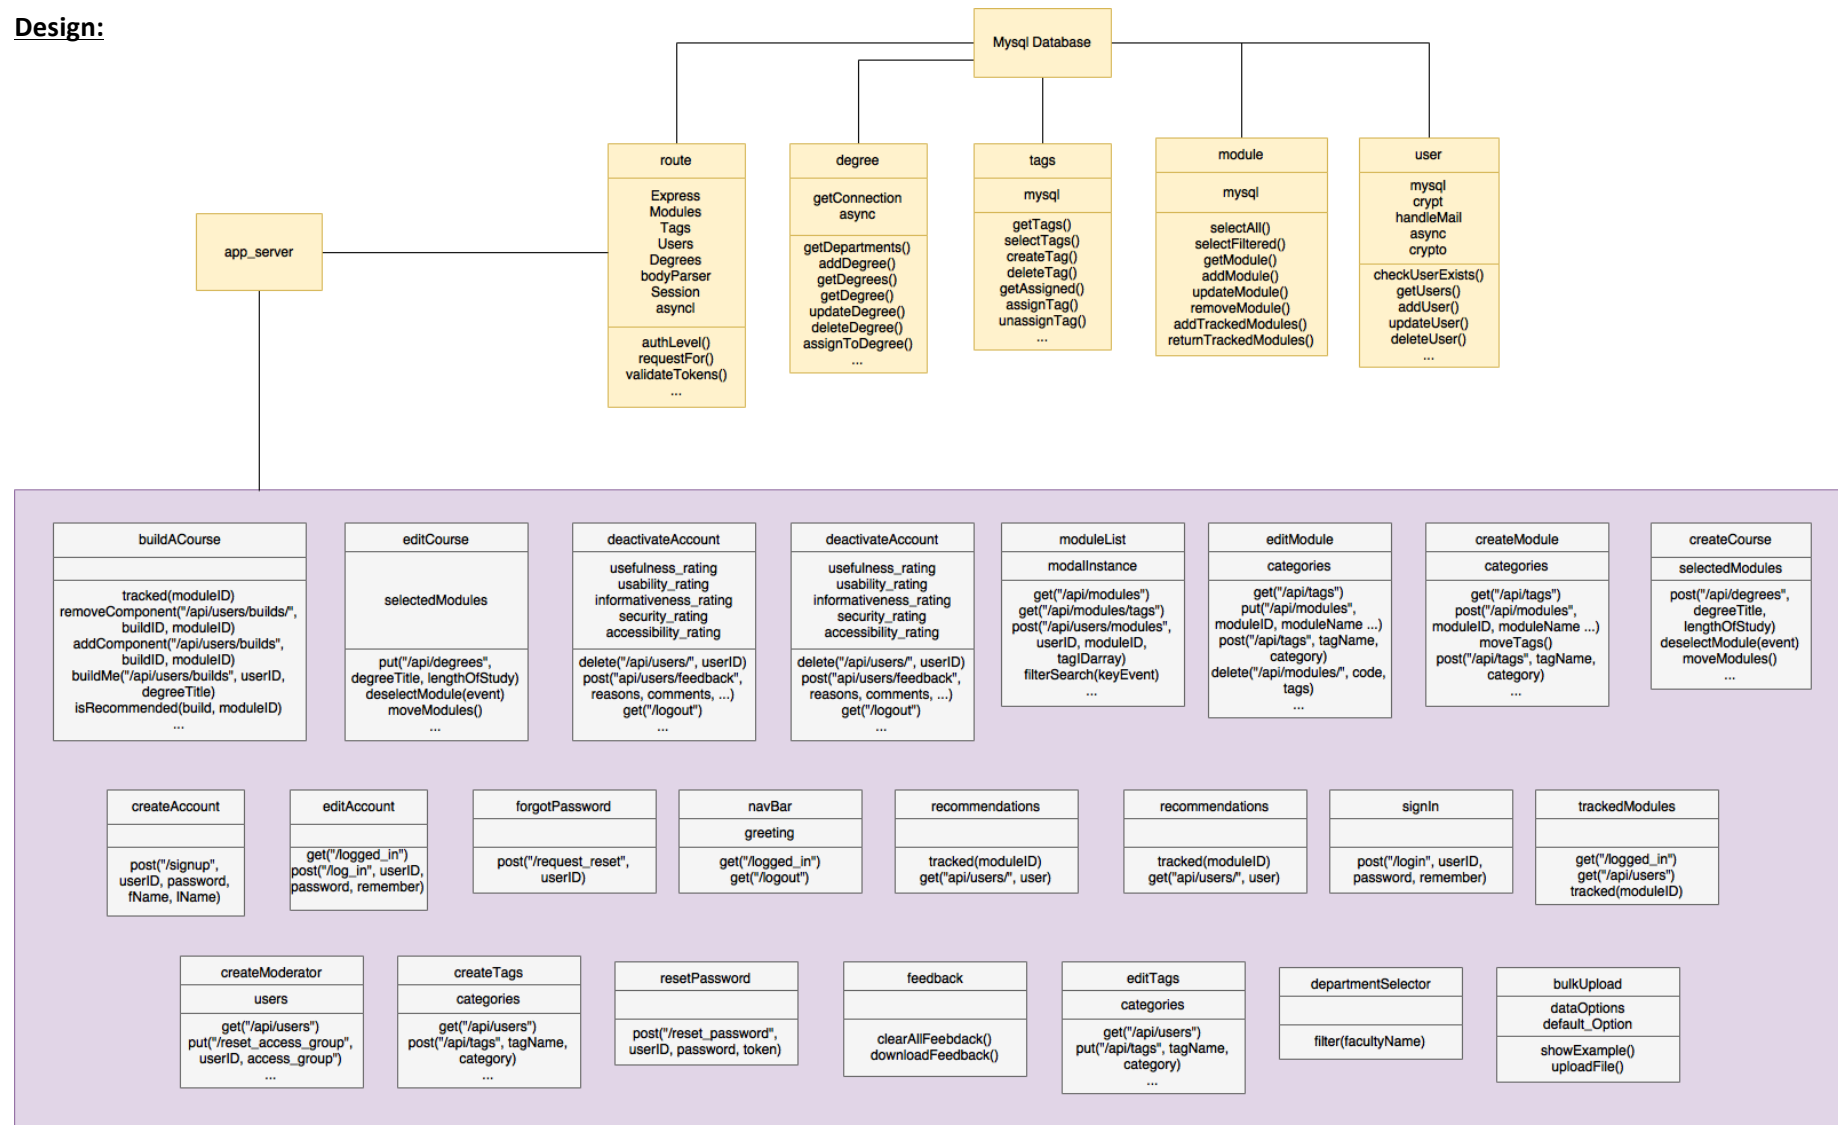 Design:
Mysql Database
app_server
route
Express
Modules
Tags
Users
Degrees
bodyParser
Session
asyncl
authLevel()
requestFor()
validateTokens()
...
degree
getConnection
async
getDepartments()
addDegree()
getDegrees()
getDegree()
updateDegree()
deleteDegree()
assignToDegree()
...
tags
mysql
getTags()
selectTags()
createTag()
deleteTag()
getAssigned()
assignTag()
unassignTag()
...
module
mysql
selectAll()
selectFiltered()
getModule()
addModule()
updateModule()
removeModule()
addTrackedModules()
returnTrackedModules()
user
mysql
crypt
handleMail
async
crypto
checkUserExists()
getUsers()
addUser()
updateUser()
deleteUser()
...
buildACourse
tracked(moduleID)
removeComponent("/api/users/builds/",
buildID, moduleID)
addComponent("/api/users/builds",
buildID, moduleID)
buildMe("/api/users/builds", userID,
degreeTitle)
isRecommended(build, moduleID)
...
editCourse
selectedModules
put("/api/degrees",
degreeTitle, lengthOfStudy)
deselectModule(event)
moveModules()
...
deactivateAccount
usefulness_rating
usability_rating
informativeness_rating
security_rating
accessibility_rating
delete("/api/users/", userID)
post("api/users/feedback",
reasons, comments, ...)
get("/logout")
...
deactivateAccount
usefulness_rating
usability_rating
informativeness_rating
security_rating
accessibility_rating
delete("/api/users/", userID)
post("api/users/feedback",
reasons, comments, ...)
get("/logout")
...
moduleList
modalInstance
get("/api/modules")
get("/api/modules/tags")
post("/api/users/modules",
userID, moduleID,
tagIDarray)
filterSearch(keyEvent)
...
editModule
categories
get("/api/tags")
put("/api/modules",
moduleID, moduleName ...)
post("/api/tags", tagName,
category)
delete("/api/modules/", code,
tags)
...
createModule
categories
get("/api/tags")
post("/api/modules",
moduleID, moduleName ...)
moveTags()
post("/api/tags", tagName,
category)
...
createCourse
selectedModules
post("/api/degrees",
degreeTitle,
lengthOfStudy)
deselectModule(event)
moveModules()
...
createAccount
post("/signup",
userID, password,
fName, lName)
editAccount
get("/logged_in")
post("/log_in", userID,
password, remember)
forgotPassword
post("/request_reset",
userID)
navBar
greeting
get("/logged_in")
get("/logout")
recommendations
tracked(moduleID)
get("api/users/", user)
recommendations
tracked(moduleID)
get("api/users/", user)
signIn
post("/login", userID,
password, remember)
trackedModules
get("/logged_in")
get("/api/users")
tracked(moduleID)
createModerator
users
get("/api/users")
put("/reset_access_group",
userID, access_group")
...
createTags
categories
get("/api/users")
post("/api/tags", tagName,
category)
...
resetPassword
post("/reset_password",
userID, password, token)
feedback
clearAllFeebdack()
downloadFeedback()
editTags
categories
get("/api/users")
put("/api/tags", tagName,
category)
...
departmentSelector
filter(facultyName)
bulkUpload
dataOptions
default_Option
showExample()
uploadFile()